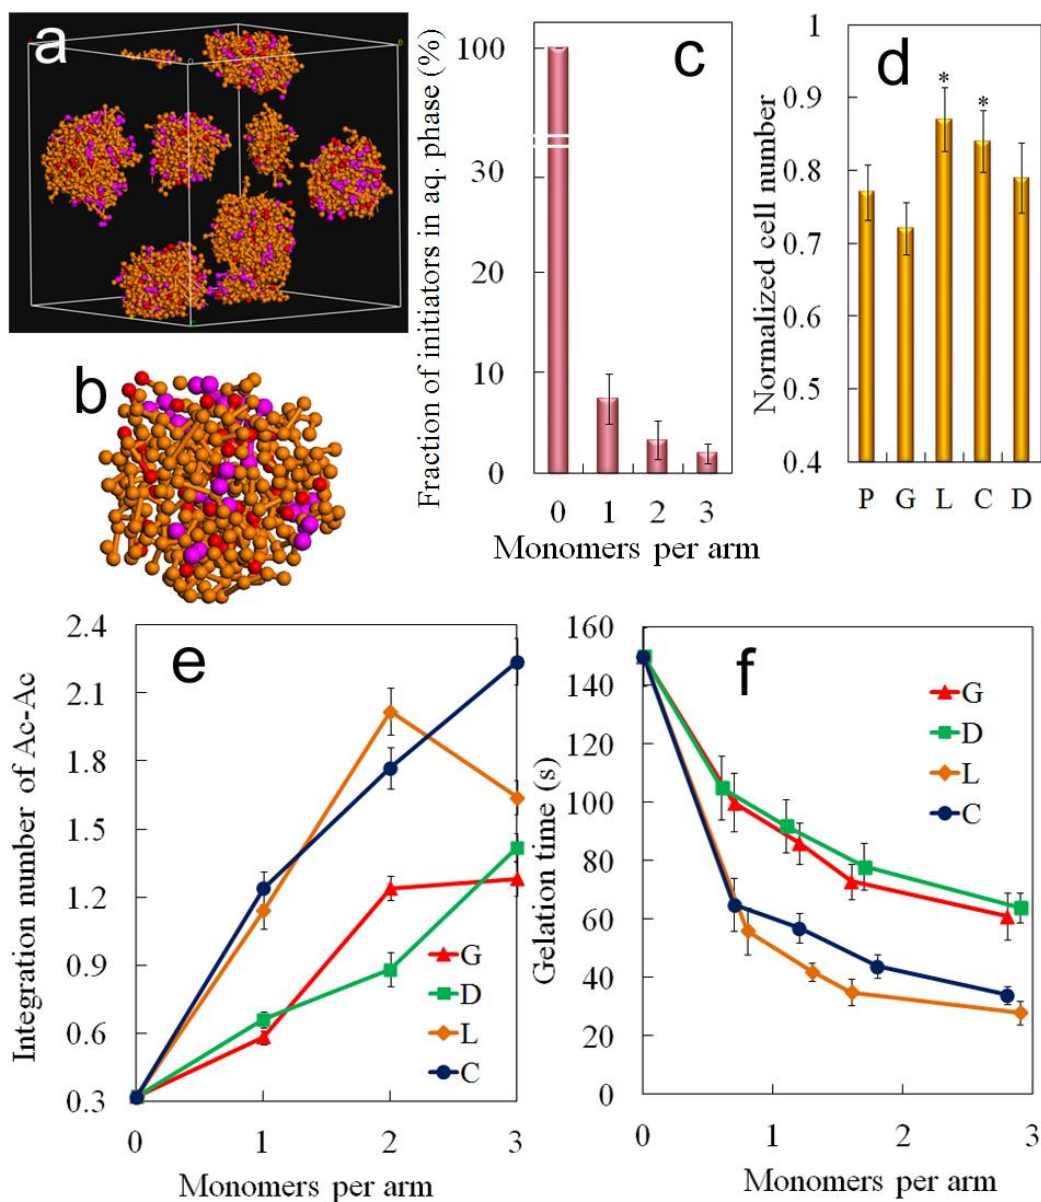 a
b
c
Fraction of initiators in aq. phase (%)
100
30
20
10
0
0 1 2 3
Monomers per arm
d
Normalized cell number
1
0.9
0.8
0.7
0.6
0.5
0.4
* *
P G L C D
e
Integration number of Ac-Ac
2.4
2.1
1.8
1.5
1.2
0.9
0.6
0.3
G
D
L
C
0 1 2 3
Monomers per arm
f
Gelation time (s)
160
140
120
100
80
60
40
20
0
G
D
L
C
0 1 2 3
Monomers per arm